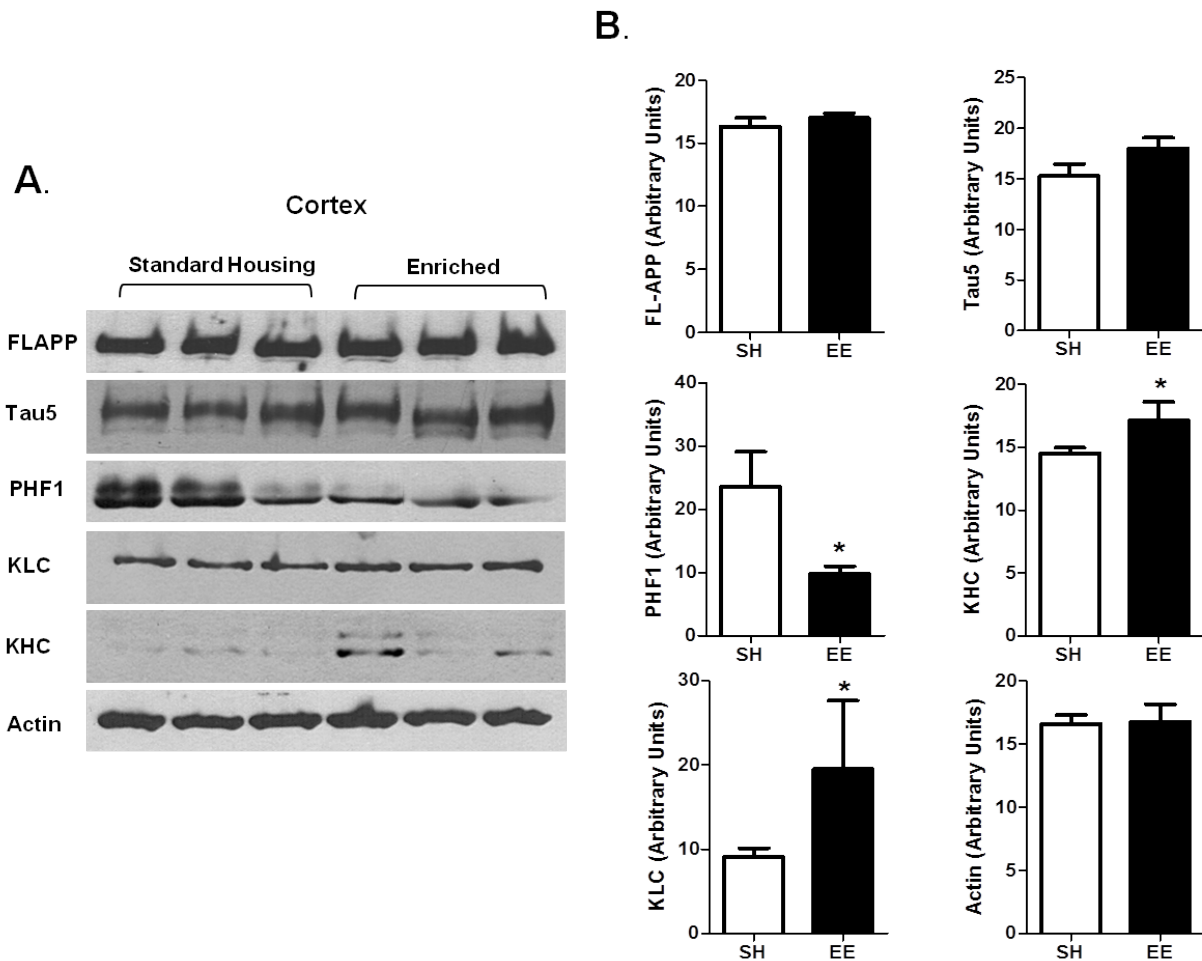 A.
Cortex
Standard Housing
Enriched
FLAPP
Tau5
PHF1
KLC
KHC
Actin
B.
FL-APP (Arbitrary Units)
20
15
10
5
0
SH
EE
Tau5 (Arbitrary Units)
25
20
15
10
5
0
SH
EE
PHF1 (Arbitrary Units)
40
30
20
10
0
*
SH
EE
KHC (Arbitrary Units)
20
15
10
5
0
*
SH
EE
KLC (Arbitrary Units)
30
20
10
0
*
SH
EE
Actin (Arbitrary Units)
20
15
10
5
0
SH
EE